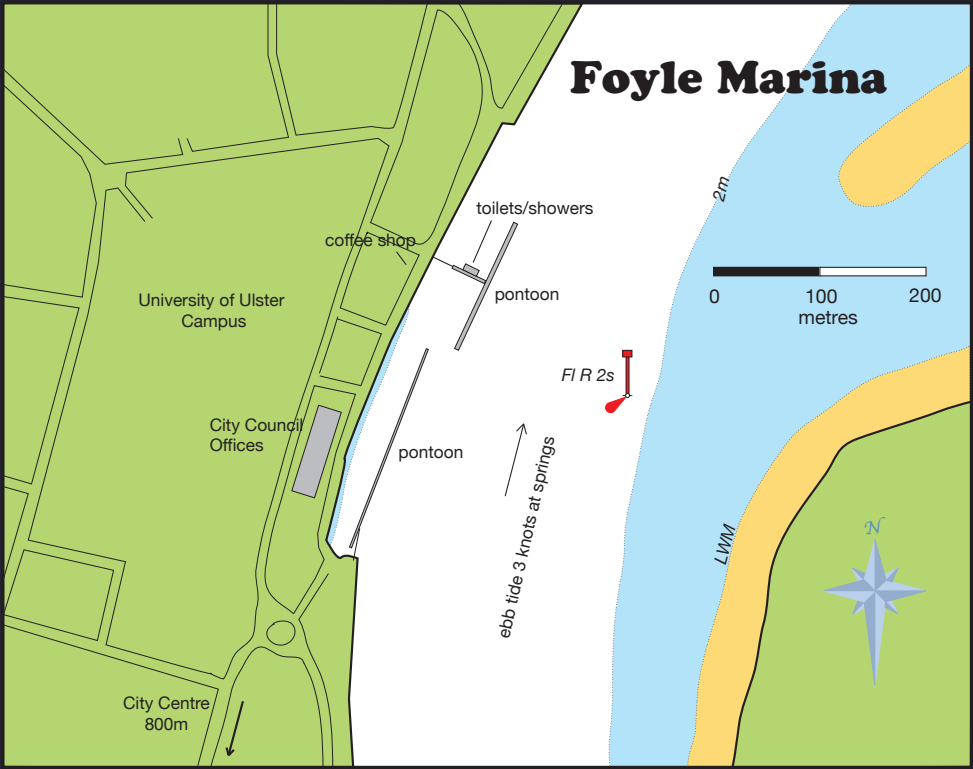 Foyle Marina
2m
toilets/showers
coffee shop
pontoon
0 100 200
metres
University of Ulster
Campus
Fl R 2s
City Council
Offices
pontoon
ebb tide 3 knots at springs
LWM
N
City Centre
800m